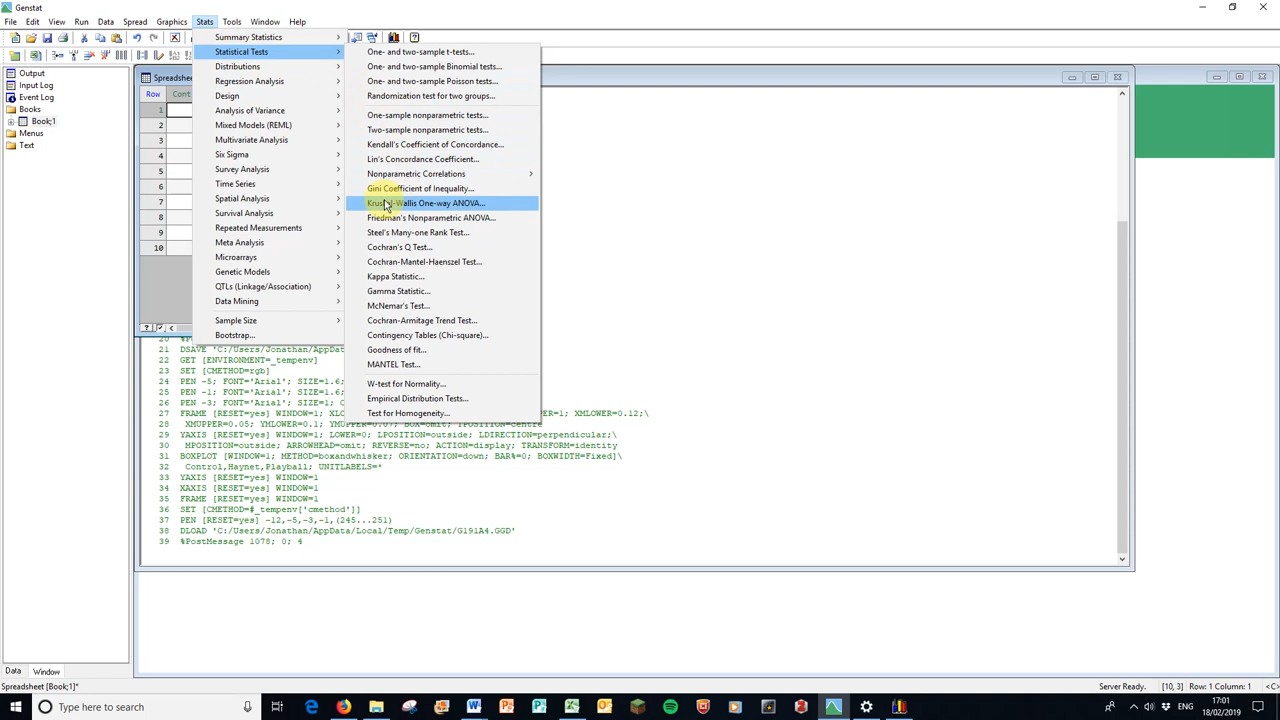 Genstat
File Edit View Run Data Spread Graphics Stats Tools Window Help
Summary Statistics
Statistical Tests
Distributions
Regression Analysis
Design
Analysis of Variance
Mixed Models (REML)
Multivariate Analysis
Six Sigma
Survey Analysis
Time Series
Spatial Analysis
Survival Analysis
Repeated Measurements
Meta Analysis
Microarrays
Genetic Models
QTLs (Linkage/Association)
Data Mining
Sample Size
Bootstrap...
One- and two-sample t-tests...
One- and two-sample Binomial tests...
One- and two-sample Poisson tests...
Randomization test for two groups...
One-sample nonparametric tests...
Two-sample nonparametric tests...
Kendall's Coefficient of Concordance...
Lin's Concordance Coefficient...
Nonparametric Correlations
Gini Coefficient of Inequality...
Kruskal-Wallis One-way ANOVA...
Friedman's Nonparametric ANOVA...
Steel's Many-one Rank Test...
Cochran's Q Test...
Cochran-Mantel-Haenszel Test...
Kappa Statistic...
Gamma Statistic...
McNemar's Test...
Cochran-Armitage Trend Test...
Contingency Tables (Chi-square)...
Goodness of fit...
MANTEL Test...
W-test for Normality...
Empirical Distribution Tests...
Test for Homogeneity...
Output
Input Log
Event Log
Books
Book;1
Menus
Text
Spreadshee
Row Cont
1
2
3
4
5
6
7
8
9
10
21 DSAVE 'C:/Users/Jonathan/AppData
22 GET [ENVIRONMENT=_tempenv]
23 SET [CMETHOD=rgb]
24 PEN -5; FONT='Arial'; SIZE=1.6;
25 PEN -1; FONT='Arial'; SIZE=1.6;
26 PEN -3; FONT='Arial'; SIZE=1;
27 FRAME [RESET=yes] WINDOW=1; =1; XMLOWER=0.12;\
28 XMUPPER=0.05; YMLOWER=0.1;
29 YAXIS [RESET=yes] WINDOW=1; LOWER=0; LPOSITION=outside; LDIRECTION=perpendicular;\
30 MPOSITION=outside; ARROWHEAD=omit; REVERSE=no; ACTION=display; TRANSFORM=identity
31 BOXPLOT [WINDOW=1; METHOD=boxandwhisker; ORIENTATION=down; BAR%=0; BOXWIDTH=Fixed]\
32 Control,Haynet,Playball; UNITLABELS=*
33 YAXIS [RESET=yes] WINDOW=1
34 XAXIS [RESET=yes] WINDOW=1
35 FRAME [RESET=yes] WINDOW=1
36 SET [CMETHOD=#_tempenv['cmethod']]
37 PEN [RESET=yes] -12,-5,-3,-1,(245...251)
38 DLOAD 'C:/Users/Jonathan/AppData/Local/Temp/Genstat/G191A4.GGD'
39 %PostMessage 1078; 0; 4
Data Window
Spreadsheet [Book;1]*
Server Ready. [10, 3] Row: 1 Column: 1
Type here to search
ENG
17:01
18/02/2019